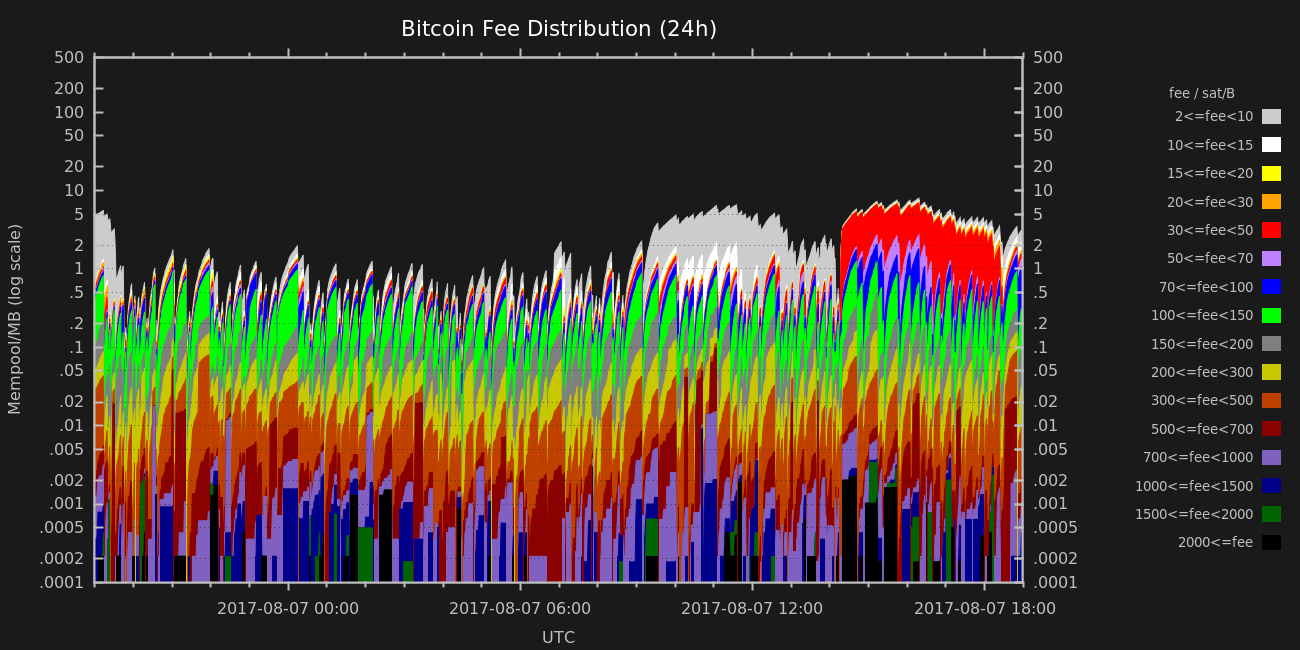 Bitcoin Fee Distribution (24h)
Mempool/MB (log scale)
500
200
100
50
20
10
5
2
1
.5
.2
.1
.05
.02
.01
.005
.002
.001
.0005
.0002
.0001
500
200
100
50
20
10
5
2
1
.5
.2
.1
.05
.02
.01
.005
.002
.001
.0005
.0002
.0001
2017-08-07 00:00
2017-08-07 06:00
2017-08-07 12:00
2017-08-07 18:00
UTC
fee / sat/B
2<=fee<10
10<=fee<15
15<=fee<20
20<=fee<30
30<=fee<50
50<=fee<70
70<=fee<100
100<=fee<150
150<=fee<200
200<=fee<300
300<=fee<500
500<=fee<700
700<=fee<1000
1000<=fee<1500
1500<=fee<2000
2000<=fee